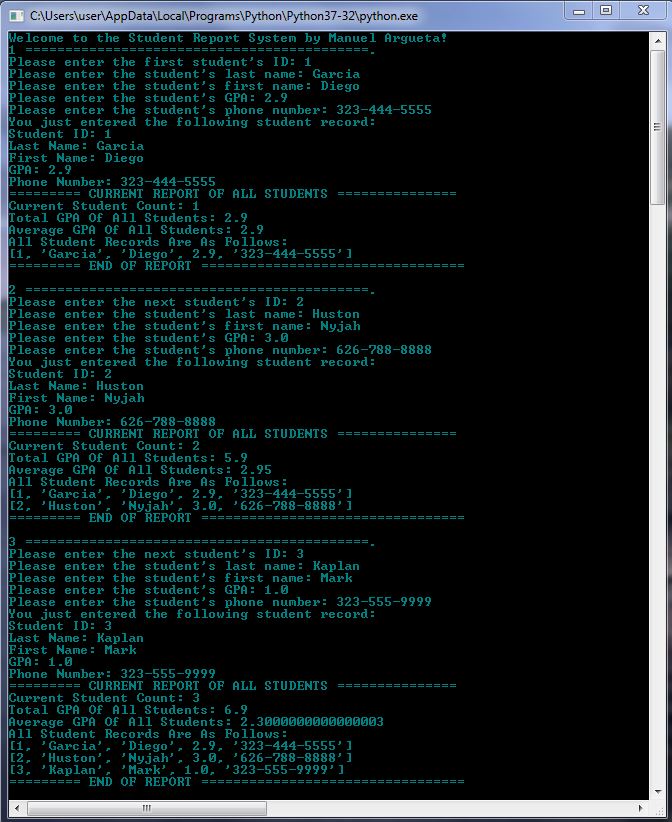 C:\Users\user\AppData\Local\Programs\Python\Python37-32\python.exe
Welcome to the Student Report System by Manuel Argueta!
1 ===========================================.
Please enter the first student's ID: 1
Please enter the student's last name: Garcia
Please enter the student's first name: Diego
Please enter the student's GPA: 2.9
Please enter the student's phone number: 323-444-5555
You just entered the following student record:
Student ID: 1
Last Name: Garcia
First Name: Diego
GPA: 2.9
Phone Number: 323-444-5555
========= CURRENT REPORT OF ALL STUDENTS ===============
Current Student Count: 1
Total GPA Of All Students: 2.9
Average GPA Of All Students: 2.9
All Student Records Are As Follows:
[1, 'Garcia', 'Diego', 2.9, '323-444-5555']
========= END OF REPORT =================================
2 ===========================================.
Please enter the next student's ID: 2
Please enter the student's last name: Huston
Please enter the student's first name: Nyjah
Please enter the student's GPA: 3.0
Please enter the student's phone number: 626-788-8888
You just entered the following student record:
Student ID: 2
Last Name: Huston
First Name: Nyjah
GPA: 3.0
Phone Number: 626-788-8888
========= CURRENT REPORT OF ALL STUDENTS ===============
Current Student Count: 2
Total GPA Of All Students: 5.9
Average GPA Of All Students: 2.95
All Student Records Are As Follows:
[1, 'Garcia', 'Diego', 2.9, '323-444-5555']
[2, 'Huston', 'Nyjah', 3.0, '626-788-8888']
========= END OF REPORT =================================
3 ===========================================.
Please enter the next student's ID: 3
Please enter the student's last name: Kaplan
Please enter the student's first name: Mark
Please enter the student's GPA: 1.0
Please enter the student's phone number: 323-555-9999
You just entered the following student record:
Student ID: 3
Last Name: Kaplan
First Name: Mark
GPA: 1.0
Phone Number: 323-555-9999
========= CURRENT REPORT OF ALL STUDENTS ===============
Current Student Count: 3
Total GPA Of All Students: 6.9
Average GPA Of All Students: 2.3000000000000003
All Student Records Are As Follows:
[1, 'Garcia', 'Diego', 2.9, '323-444-5555']
[2, 'Huston', 'Nyjah', 3.0, '626-788-8888']
[3, 'Kaplan', 'Mark', 1.0, '323-555-9999']
========= END OF REPORT =================================